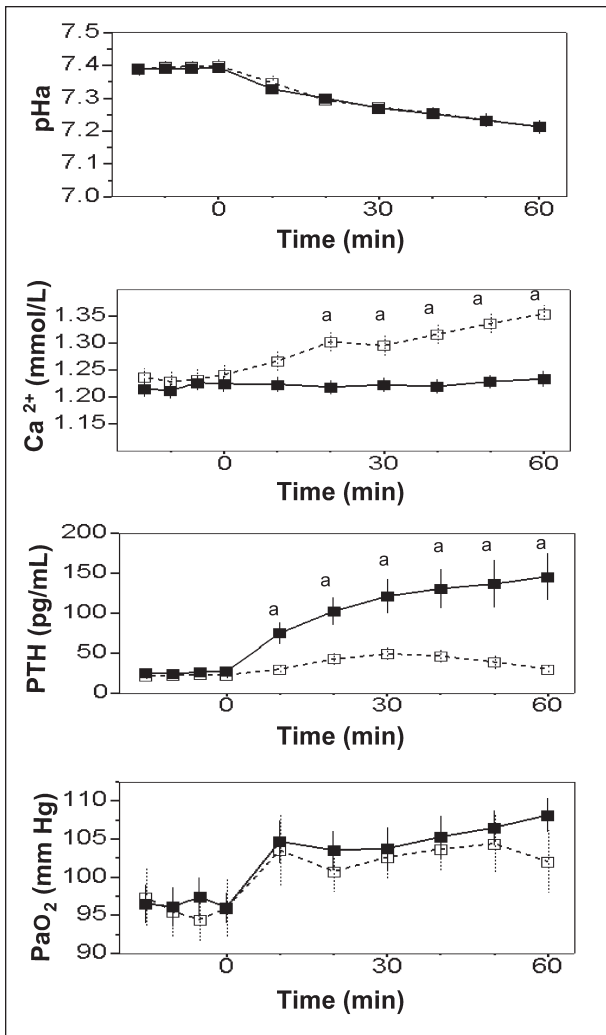 7.5
7.4
7.3
7.2
7.1
7.0
pHa
0 30 60
Time (min)
1.35
1.30
1.25
1.20
1.15
Ca 2+ (mmol/L)
a a a a a
0 30 60
Time (min)
200
150
100
50
0
PTH (pg/mL)
a a a a a a
0 30 60
Time (min)
110
105
100
95
90
PaO2 (mm Hg)
0 30 60
Time (min)